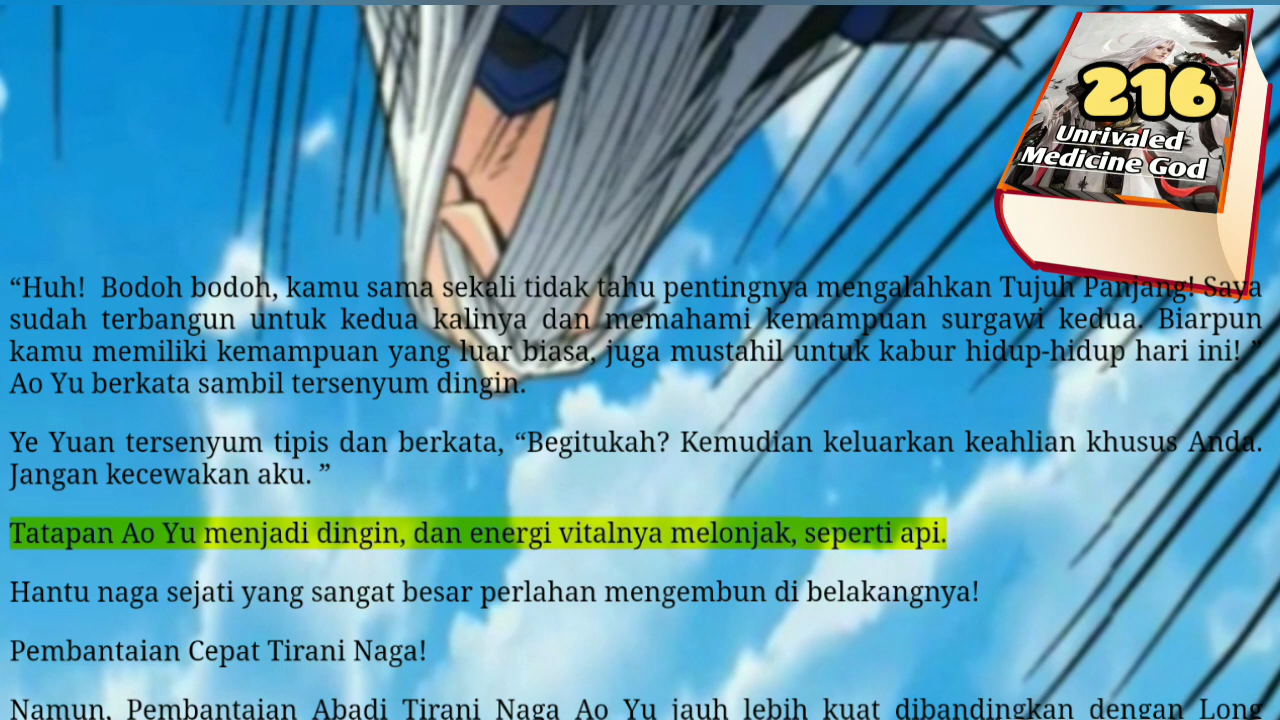 216
Unrivaled
Medicine God
“Huh!  Bodoh bodoh, kamu sama sekali tidak tahu pentingnya mengalahkan Tujuh Panjang! Saya
sudah terbangun untuk kedua kalinya dan memahami kemampuan surgawi kedua. Biarpun
kamu memiliki kemampuan yang luar biasa, juga mustahil untuk kabur hidup-hidup hari ini! ”
Ao Yu berkata sambil tersenyum dingin.
Ye Yuan tersenyum tipis dan berkata, “Begitukah? Kemudian keluarkan keahlian khusus Anda.
Jangan kecewakan aku. ”
Tatapan Ao Yu menjadi dingin, dan energi vitalnya melonjak, seperti api.
Hantu naga sejati yang sangat besar perlahan mengembun di belakangnya!
Pembantaian Cepat Tirani Naga!
Namun, Pembantaian Abadi Tirani Naga Ao Yu jauh lebih kuat dibandingkan dengan Long